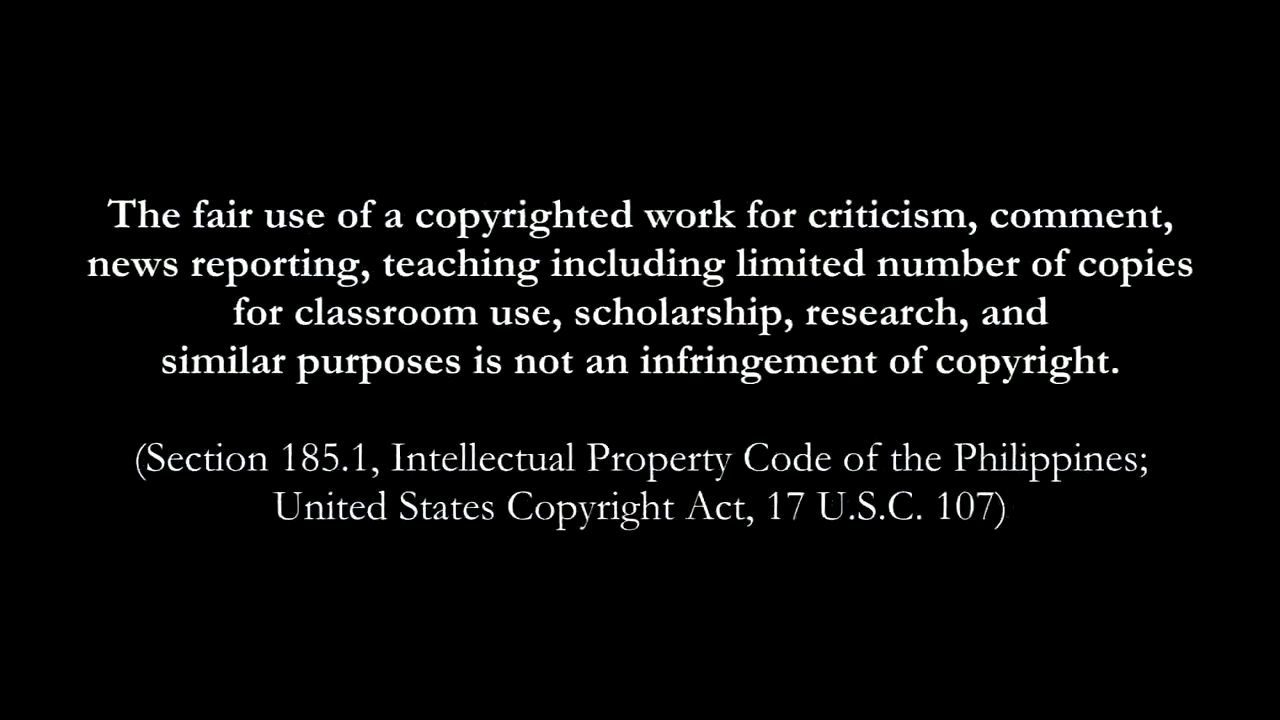 The fair use of a copyrighted work for criticism, comment,
news reporting, teaching including limited number of copies
for classroom use, scholarship, research, and
similar purposes is not an infringement of copyright.
(Section 185.1, Intellectual Property Code of the Philippines;
United States Copyright Act, 17 U.S.C. 107)